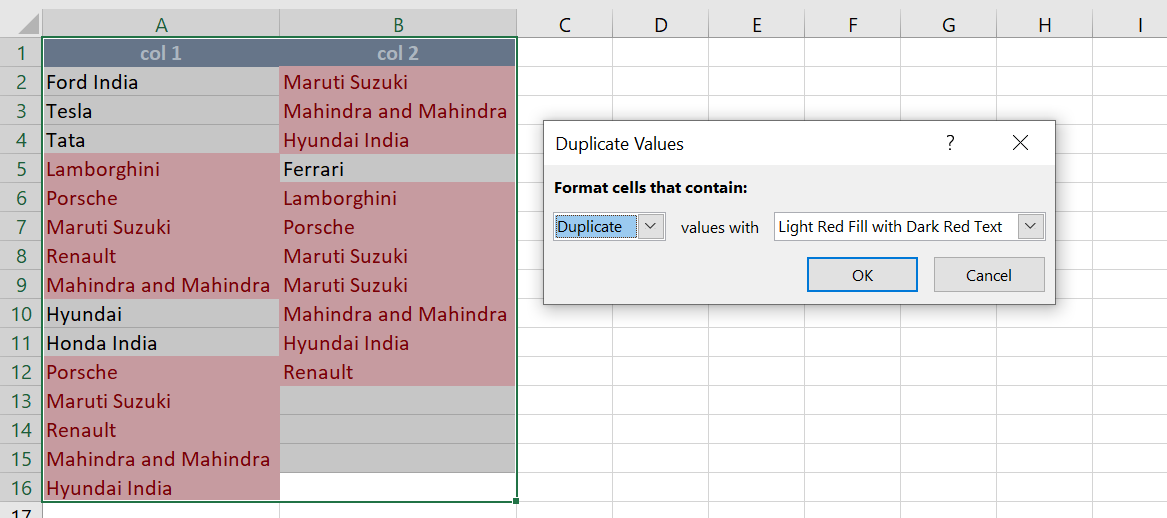 A B C D E F G H I
1 col 1 col 2
2 Ford India Maruti Suzuki
3 Tesla Mahindra and Mahindra
4 Tata Hyundai India
5 Lamborghini Ferrari
6 Porsche Lamborghini
7 Maruti Suzuki Porsche
8 Renault Maruti Suzuki
9 Mahindra and Mahindra Maruti Suzuki
10 Hyundai Mahindra and Mahindra
11 Honda India Hyundai India
12 Porsche Renault
13 Maruti Suzuki
14 Renault
15 Mahindra and Mahindra
16 Hyundai India
17
Duplicate Values ?
Format cells that contain:
Duplicate values with Light Red Fill with Dark Red Text
OK Cancel